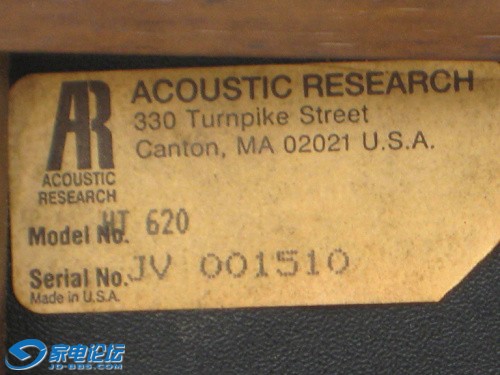 AR
ACOUSTIC RESEARCH
330 Turnpike Street
Canton, MA 02021 U.S.A.
ACOUSTIC
RESEARCH
Model No. HT 620
Serial No. JV 001510
Made in U.S.A.
家电论坛
JD-BBS.COM